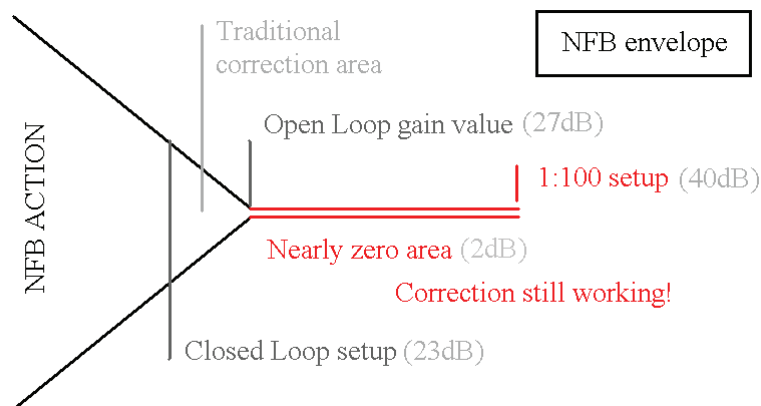 Traditional
correction area
NFB envelope
Open Loop gain value (27dB)
1:100 setup (40dB)
NFB ACTION
Nearly zero area (2dB)
Correction still working!
Closed Loop setup (23dB)